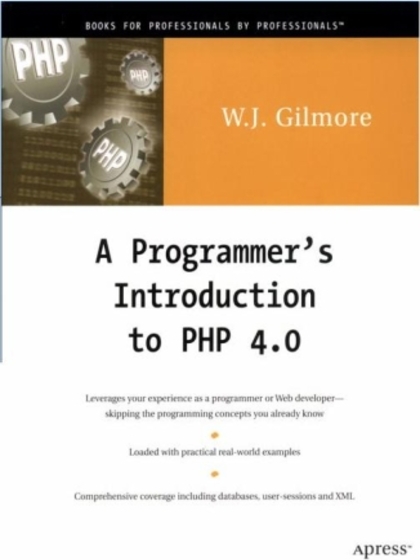 BOOKS FOR PROFESSIONALS BY PROFESSIONALS™
PHP
PHP
PHP
W.J. Gilmore
A Programmer's
Introduction
to PHP 4.0
Leverages your experience as a programmer or Web developer—
skipping the programming concepts you already know
Loaded with practical real-world examples
Comprehensive coverage including databases, user-sessions and XML
Apress™